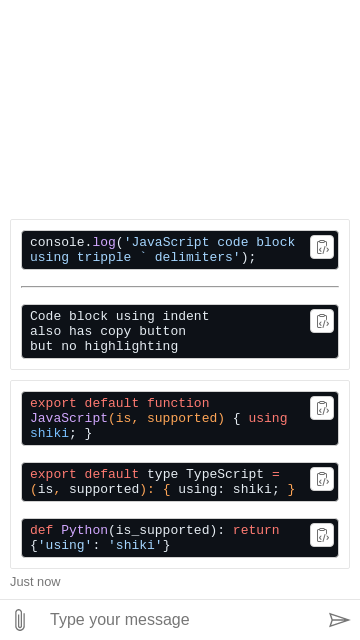 console.log('JavaScript code block
using tripple ` delimiters');
Code block using indent
also has copy button
but no highlighting
export default function
JavaScript(is, supported) { using
shiki; }
export default type TypeScript =
(is, supported): { using: shiki; }
def Python(is_supported): return
{'using': 'shiki'}
Just now
Type your message